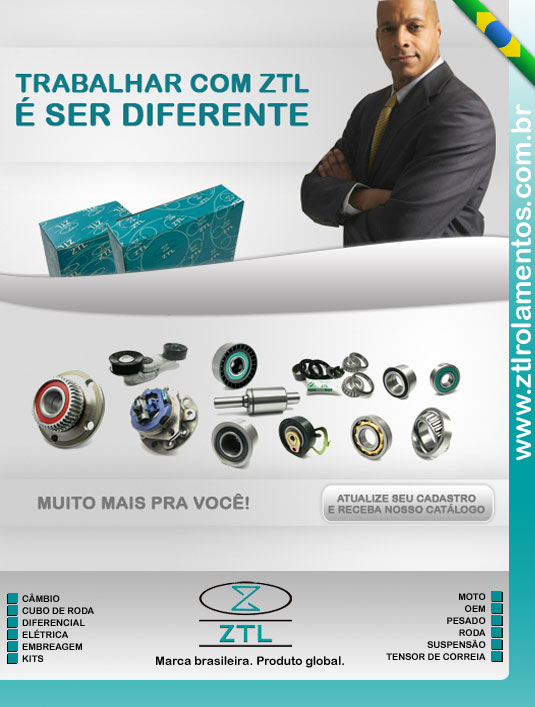 TRABALHAR COM ZTL
É SER DIFERENTE
ZTL
ZTL
www.ztlrolamentos.com.br
MUITO MAIS PRA VOCÊ!
ATUALIZE SEU CADASTRO
E RECEBA NOSSO CATÁLOGO
CÂMBIO
CUBO DE RODA
DIFERENCIAL
ELÉTRICA
EMBREAGEM
KITS
ZTL
Marca brasileira. Produto global.
MOTO
OEM
PESADO
RODA
SUSPENSÃO
TENSOR DE CORREIA